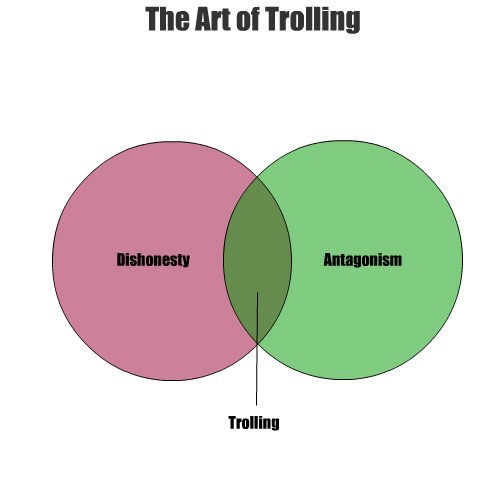 The Art of Trolling
Dishonesty
Antagonism
Trolling